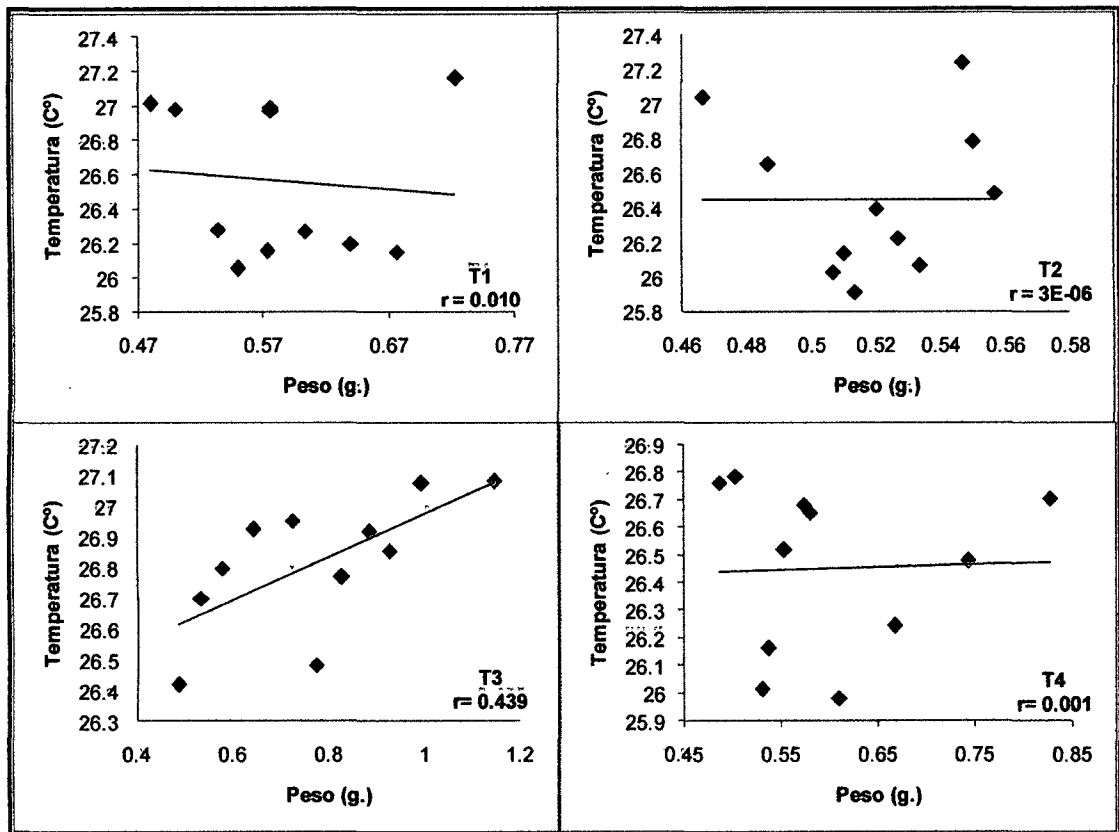 27.4
27.2
27
26.8
26.6
26.4
26.2
26
25.8
Temperatura (Cº)
0.47 0.57 0.67 0.77
Peso (g.)
T1
r = 0.010
27.4
27.2
27
26.8
26.6
26.4
26.2
26
25.8
Temperatura (Cº)
0.46 0.48 0.5 0.52 0.54 0.56 0.58
Peso (g.)
T2
r = 3E-06
27.2
27.1
27
26.9
26.8
26.7
26.6
26.5
26.4
26.3
Temperatura (Cº)
0.4 0.6 0.8 1 1.2
Peso (g.)
T3
r= 0.439
26.9
26.8
26.7
26.6
26.5
26.4
26.3
26.2
26.1
26
25.9
Temperatura (Cº)
0.45 0.55 0.65 0.75 0.85
Peso (g.)
T4
r= 0.001